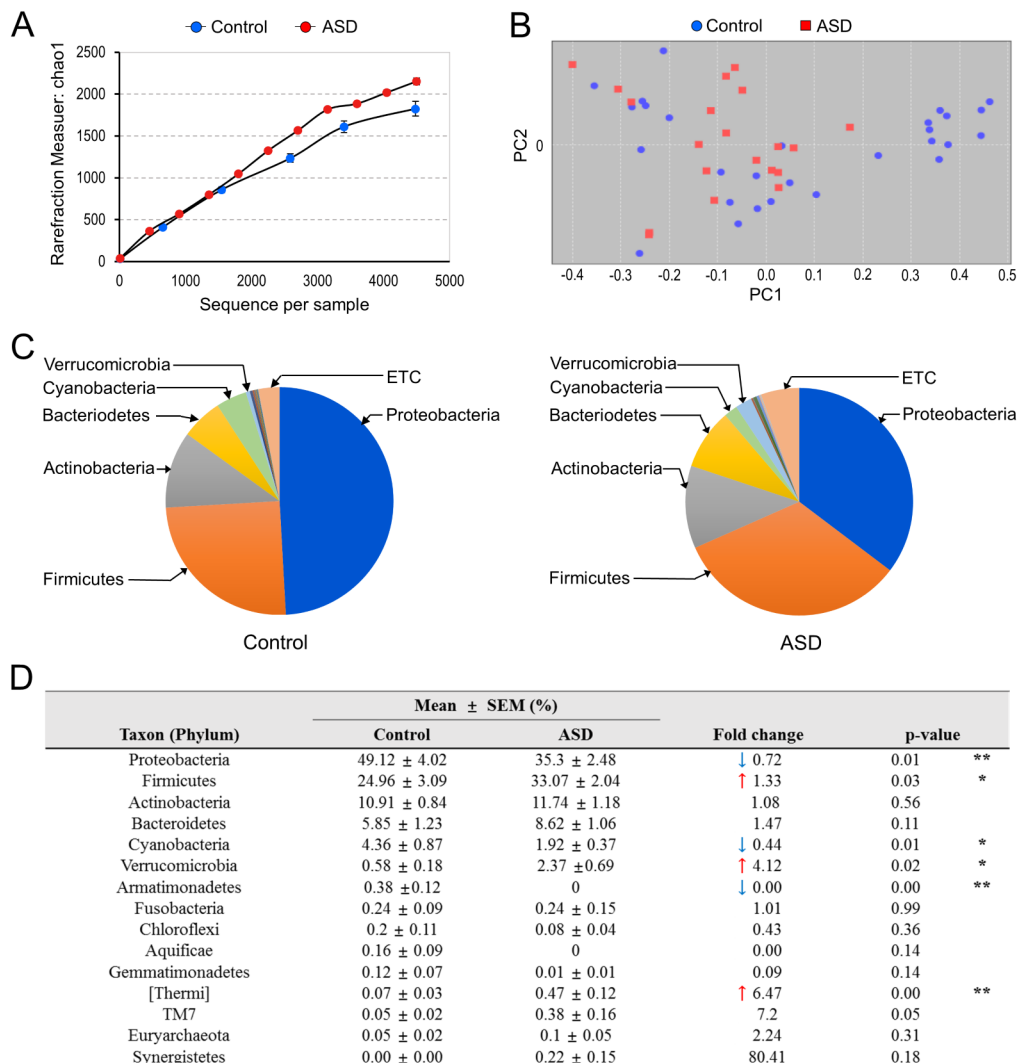 A
Control ASD
2500
2000
1500
1000
500
0
0 1000 2000 3000 4000 5000
Rarefraction Measuer: chao1
Sequence per sample
B
Control ASD
PC2
0
-0.4 -0.3 -0.2 -0.1 0.0 0.1 0.2 0.3 0.4 0.5
PC1
C
Verrucomicrobia
Cyanobacteria
Bacteriodetes
Actinobacteria
Firmicutes
ETC
Proteobacteria
Control
Verrucomicrobia
Cyanobacteria
Bacteriodetes
Actinobacteria
Firmicutes
ETC
Proteobacteria
ASD
D
Mean ± SEM (%)
Taxon (Phylum) Control ASD Fold change p-value
Proteobacteria 49.12 ± 4.02 35.3 ± 2.48 ↓ 0.72 0.01 **
Firmicutes 24.96 ± 3.09 33.07 ± 2.04 ↑ 1.33 0.03 *
Actinobacteria 10.91 ± 0.84 11.74 ± 1.18 1.08 0.56
Bacteroidetes 5.85 ± 1.23 8.62 ± 1.06 1.47 0.11
Cyanobacteria 4.36 ± 0.87 1.92 ± 0.37 ↓ 0.44 0.01 *
Verrucomicrobia 0.58 ± 0.18 2.37 ±0.69 ↑ 4.12 0.02 *
Armatimonadetes 0.38 ±0.12 0 ↓ 0.00 0.00 **
Fusobacteria 0.24 ± 0.09 0.24 ± 0.15 1.01 0.99
Chloroflexi 0.2 ± 0.11 0.08 ± 0.04 0.43 0.36
Aquificae 0.16 ± 0.09 0 0.00 0.14
Gemmatimonadetes 0.12 ± 0.07 0.01 ± 0.01 0.09 0.14
[Thermi] 0.07 ± 0.03 0.47 ± 0.12 ↑ 6.47 0.00 **
TM7 0.05 ± 0.02 0.38 ± 0.16 7.2 0.05
Euryarchaeota 0.05 ± 0.02 0.1 ± 0.05 2.24 0.31
Synergistetes 0.00 ± 0.00 0.22 ± 0.15 80.41 0.18